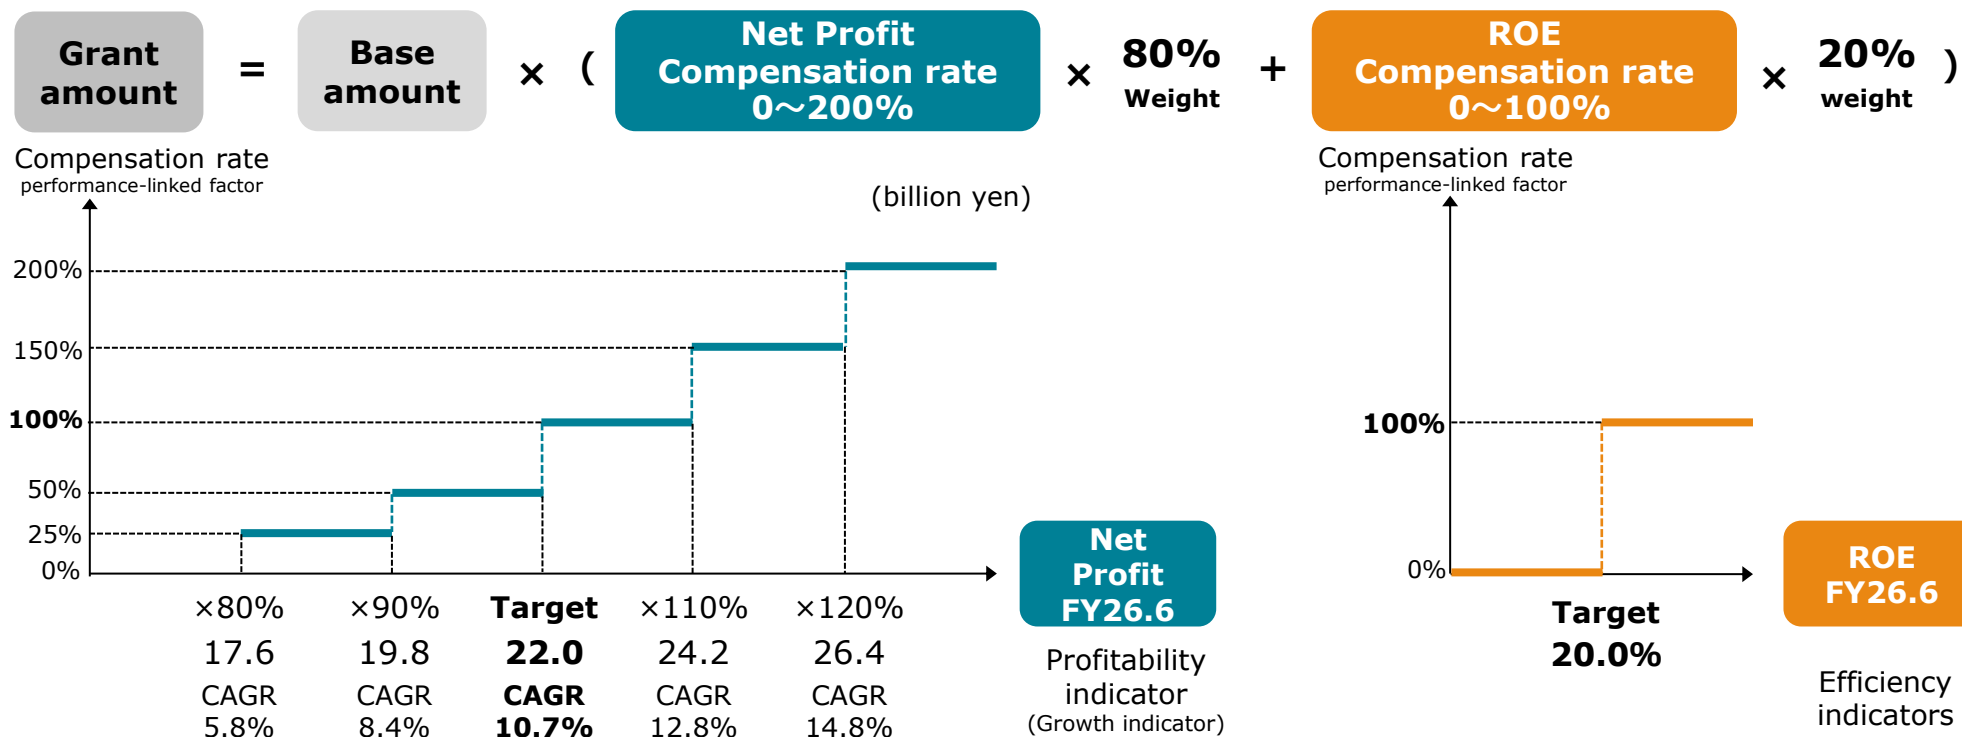 Grant
amount
=
Base
amount
×
(
Net Profit
Compensation rate
0～200%
×
80%
Weight
+
ROE
Compensation rate
0～100%
×
20%
weight
)
Compensation rate
performance-linked factor
(billion yen)
200%
150%
100%
50%
25%
0%
×80%
×90%
Target
×110%
×120%
17.6
19.8
22.0
24.2
26.4
CAGR
CAGR
CAGR
CAGR
CAGR
5.8%
8.4%
10.7%
12.8%
14.8%
Net
Profit
FY26.6
Profitability
indicator
(Growth indicator)
Compensation rate
performance-linked factor
100%
0%
Target
20.0%
ROE
FY26.6
Efficiency
indicators